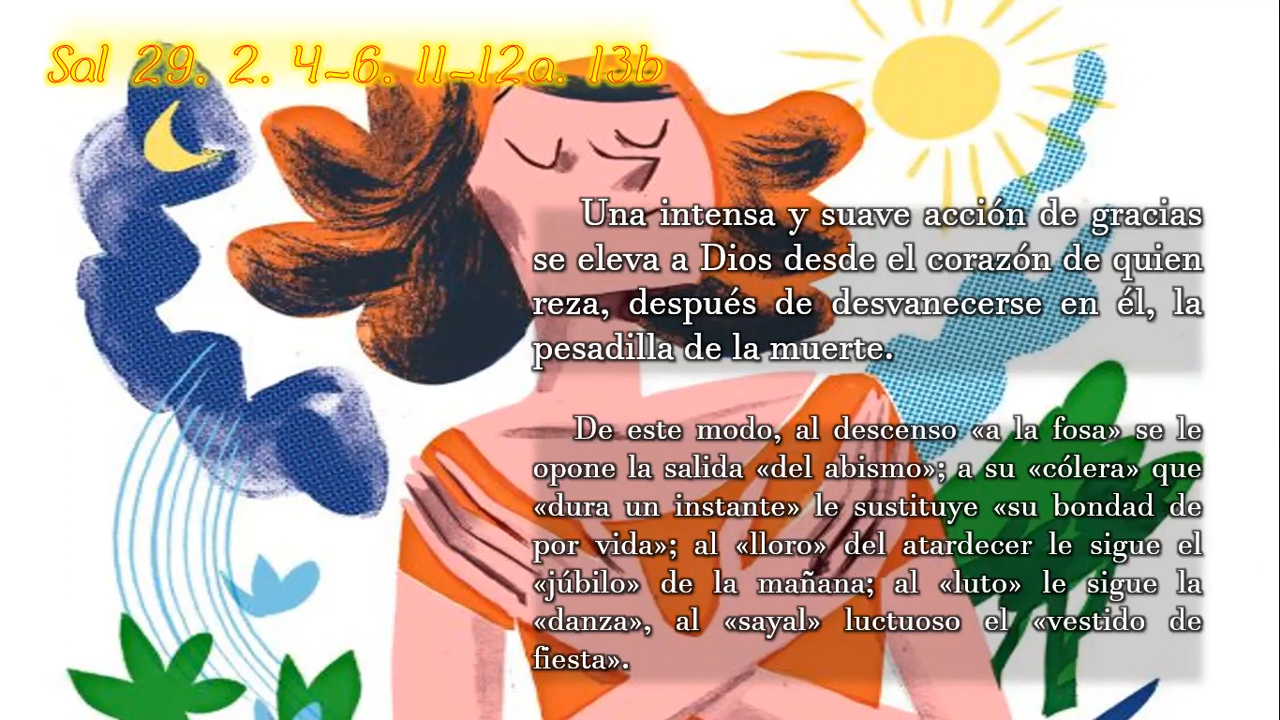 Sal 29. 2. 4-6. 11-12a. 13b
Una intensa y suave acción de gracias
se eleva a Dios desde el corazón de quien
reza, después de desvanecerse en él, la
pesadilla de la muerte.
De este modo, al descenso «a la fosa» se le
opone la salida «del abismo»; a su «cólera» que
«dura un instante» le sustituye «su bondad de
por vida»; al «lloro» del atardecer le sigue el
«júbilo» de la mañana; al «luto» le sigue la
«danza», al «sayal» luctuoso el «vestido de
fiesta».